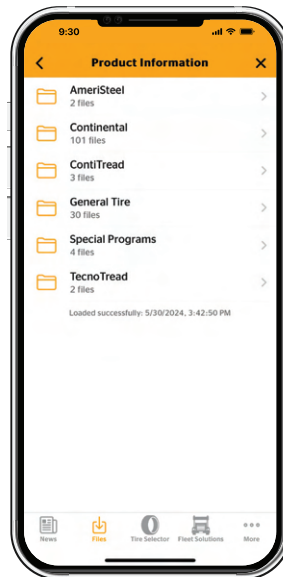 9:30
Product Information
AmeriSteel
2 files
Continental
101 files
ContiTread
3 files
General Tire
30 files
Special Programs
4 files
TecnoTread
2 files
Loaded successfully: 5/30/2024, 3:42:50 PM
News Files Tire Selector Fleet Solutions More